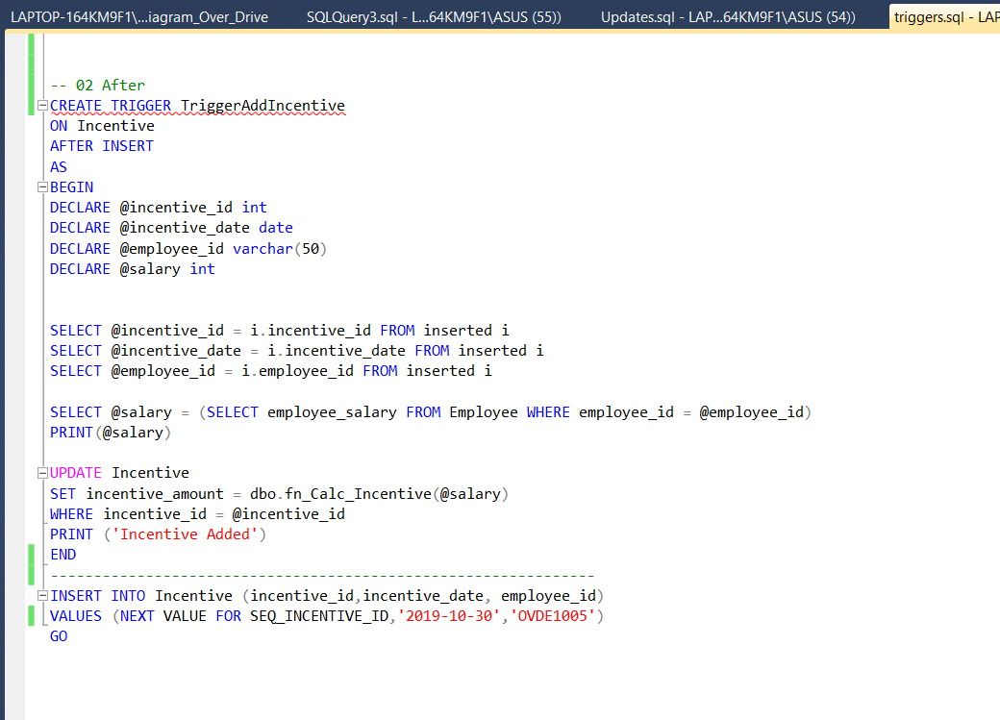 LAPTOP-164KM9F1\...iagram_Over_Drive SQLQuery3.sql - L...64KM9F1\ASUS (55)) Updates.sql - LAP...64KM9F1\ASUS (54)) triggers.sql - LAP
-- 02 After
CREATE TRIGGER TriggerAddIncentive
ON Incentive
AFTER INSERT
AS
BEGIN
DECLARE @incentive_id int
DECLARE @incentive_date date
DECLARE @employee_id varchar(50)
DECLARE @salary int
SELECT @incentive_id = i.incentive_id FROM inserted i
SELECT @incentive_date = i.incentive_date FROM inserted i
SELECT @employee_id = i.employee_id FROM inserted i
SELECT @salary = (SELECT employee_salary FROM Employee WHERE employee_id = @employee_id)
PRINT(@salary)
UPDATE Incentive
SET incentive_amount = dbo.fn_Calc_Incentive(@salary)
WHERE incentive_id = @incentive_id
PRINT ('Incentive Added')
END
---------------------------------------------------------------
INSERT INTO Incentive (incentive_id,incentive_date, employee_id)
VALUES (NEXT VALUE FOR SEQ_INCENTIVE_ID,'2019-10-30','OVDE1005')
GO